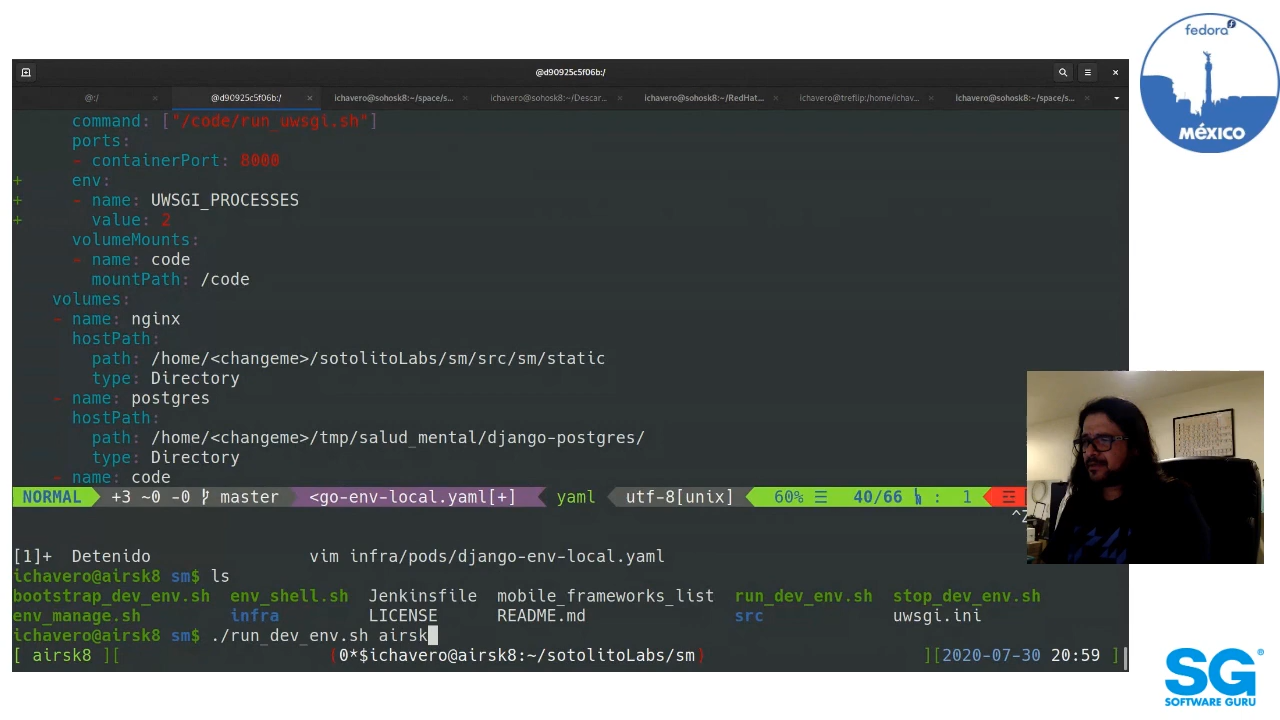 fedora
MéXICO
@d90925c5f06b:/
@:/ × @d90925c5f06b:/ × ichavero@sohosk8:~/space/s... × ichavero@sohosk8:~/Descar... × ichavero@sohosk8:~/RedHat... × ichavero@treflip:/home/ichav... × ichavero@sohosk8:~/space/s... ×
command: ["/code/run_uwsgi.sh"]
ports:
- containerPort: 8000
+ env:
+ - name: UWSGI_PROCESSES
+ value: 2
volumeMounts:
- name: code
mountPath: /code
volumes:
- name: nginx
hostPath:
path: /home/<changeme>/sotolitoLabs/sm/src/sm/static
type: Directory
- name: postgres
hostPath:
path: /home/<changeme>/tmp/salud_mental/django-postgres/
type: Directory
- name: code
NORMAL +3 ~0 -0 master <go-env-local.yaml[+] yaml utf-8[unix] 60% ☰ 40/66 : 1
^Z
[1]+ Detenido vim infra/pods/django-env-local.yaml
ichavero@airsk8 sm$ ls
bootstrap_dev_env.sh env_shell.sh Jenkinsfile mobile_frameworks_list run_dev_env.sh stop_dev_env.sh
env_manage.sh infra LICENSE README.md src uwsgi.ini
ichavero@airsk8 sm$ ./run_dev_env.sh airsk
[ airsk8 ][ (0*$ichavero@airsk8:~/sotolitoLabs/sm) ][2020-07-30 20:59 ]
SG®
SOFTWARE GURU